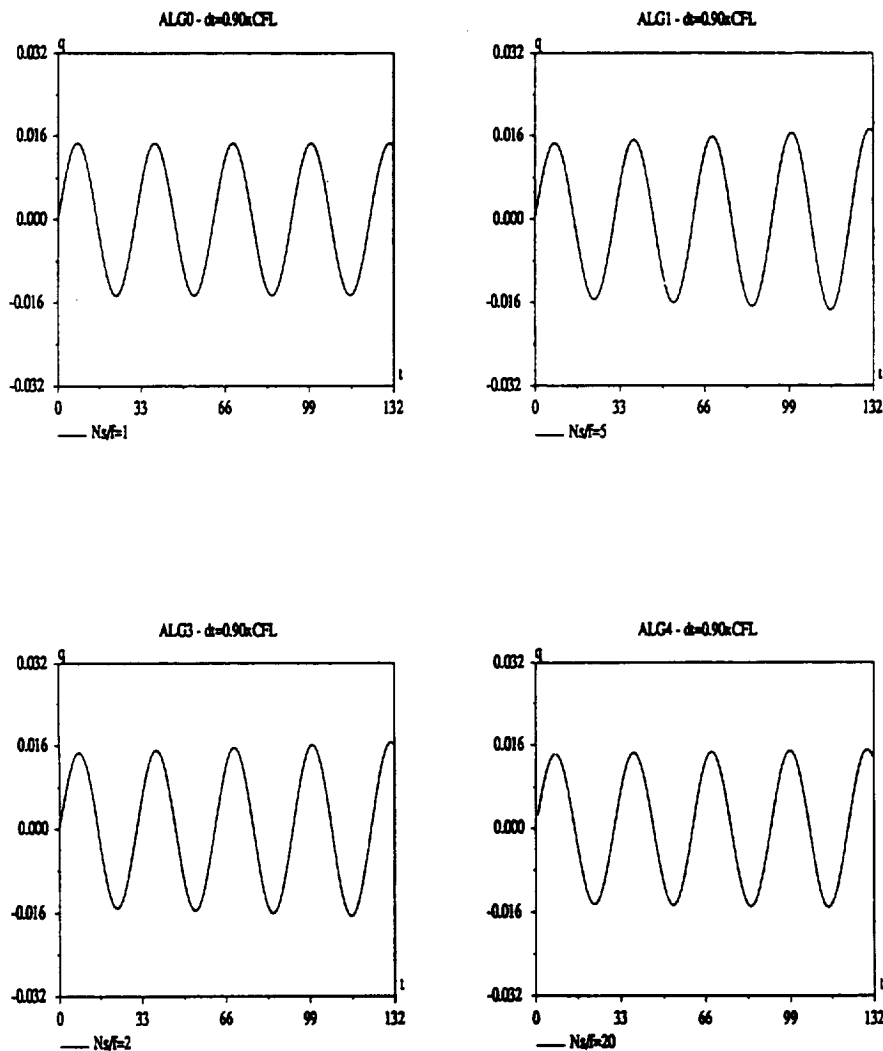 ALG0 - dt=0.90xCFL
q
0.032
0.016
0.000
-0.016
-0.032
t
0 33 66 99 132
Ns/f=1
ALG1 - dt=0.90xCFL
q
0.032
0.016
0.000
-0.016
-0.032
t
0 33 66 99 132
Ns/f=5
ALG3 - dt=0.90xCFL
q
0.032
0.016
0.000
-0.016
-0.032
t
0 33 66 99 132
Ns/f=2
ALG4 - dt=0.90xCFL
q
0.032
0.016
0.000
-0.016
-0.032
t
0 33 66 99 132
Ns/f=20